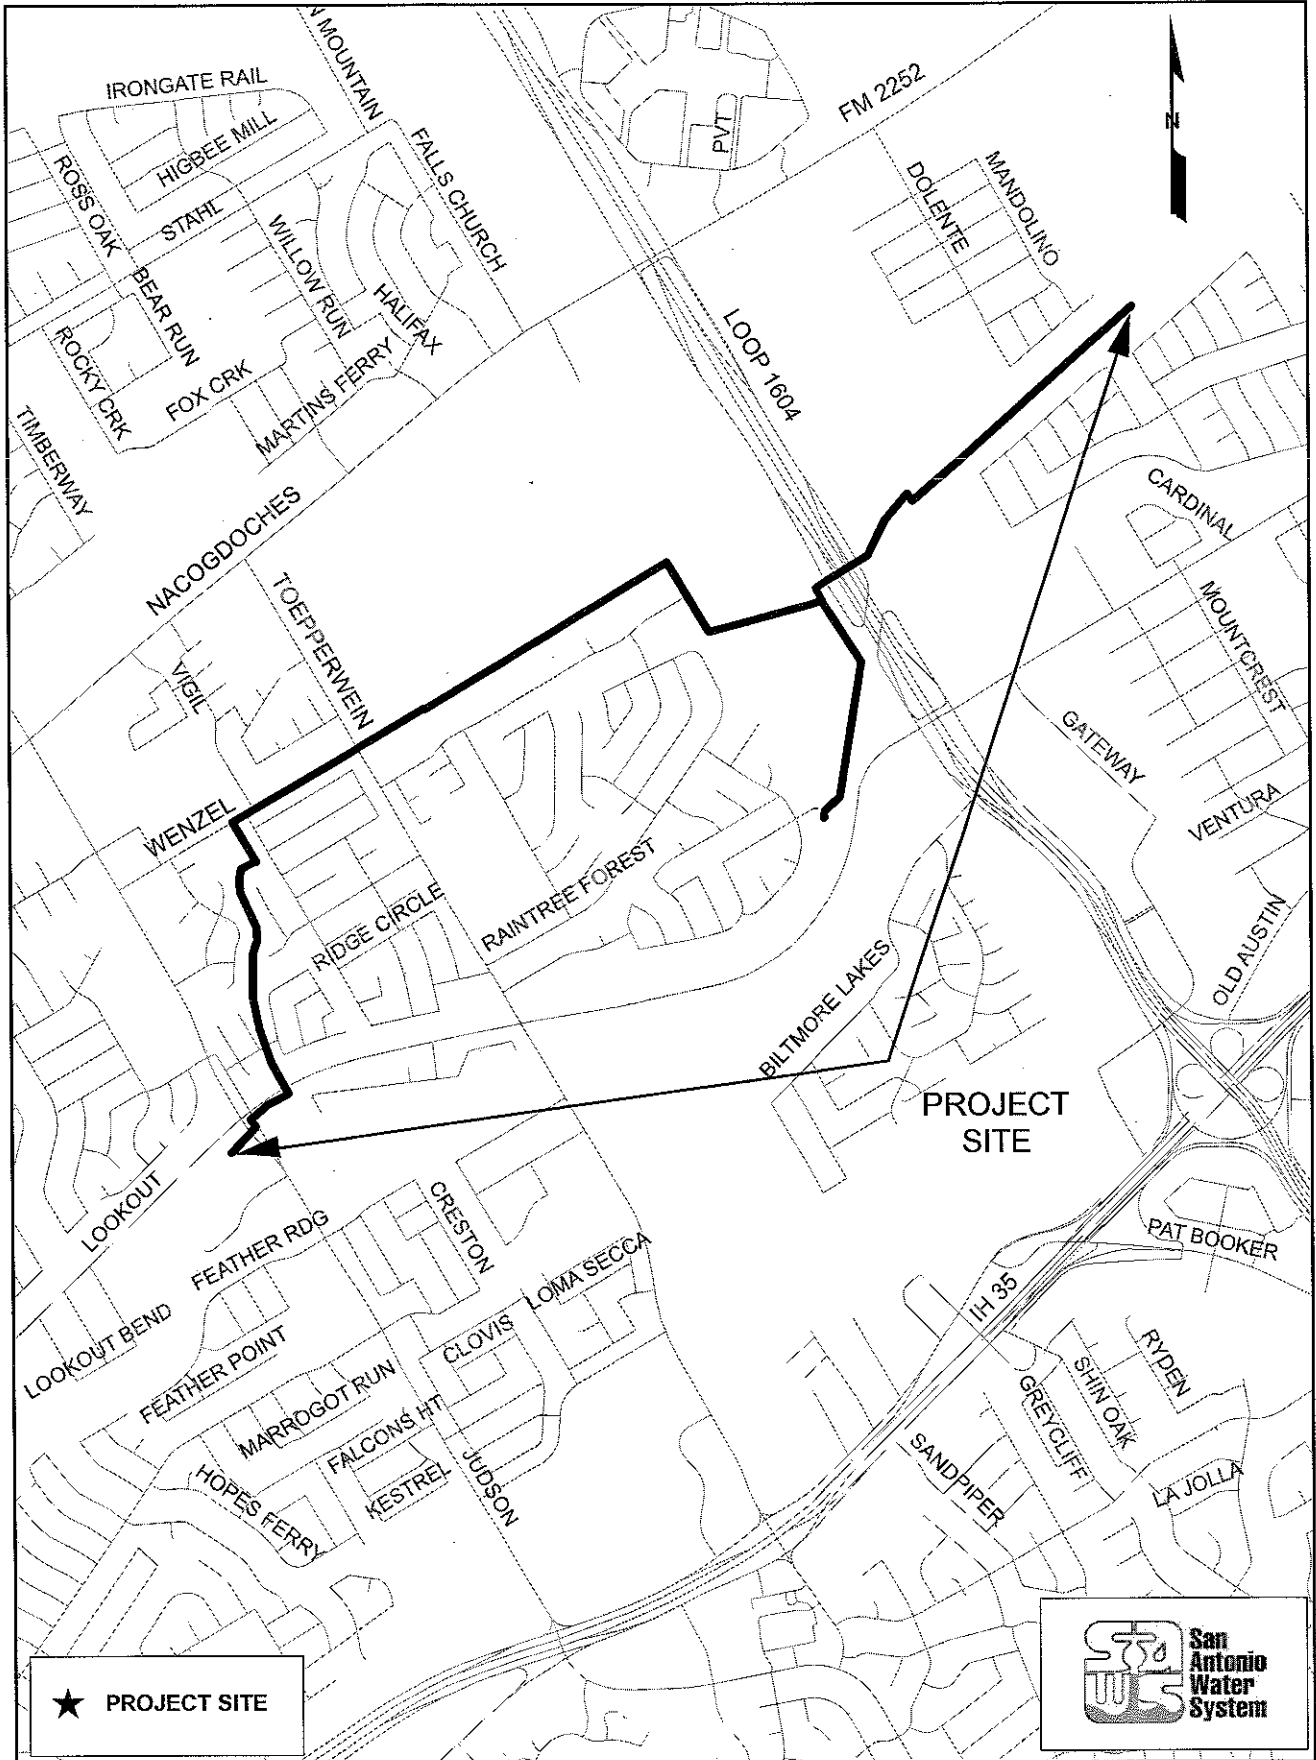 N MOUNTAIN
IRONGATE RAIL
HIGBEE MILL
ROSS OAK
STAHL
FALLS CHURCH
PVT
FM 2252
N
DOLENTE
MANDOLINO
WILLOW RUN
BEAR RUN
HALIFAX
ROCKY CRK
FOX CRK
MARTINS FERRY
LOOP 1604
TIMBERWAY
NACOGDOCHES
CARDINAL
TOEPPERWEIN
MOUNTCREST
VIGIL
GATEWAY
WENZEL
VENTURA
RIDGE CIRCLE
RAINTREE FOREST
OLD AUSTIN
BILTMORE LAKES
PROJECT
SITE
LOOKOUT
FEATHER RDG
CRESTON
LOMA SECCA
PAT BOOKER
IH 35
LOOKOUT BEND
FEATHER POINT
CLOVIS
RYDEN
SHIN OAK
GREYCLIFF
MARROGOT RUN
FALCONS HT
HOPES FERRY
KESTREL
JUDSON
SANDPIPER
LA JOLLA
★ PROJECT SITE
SAWS
San
Antonio
Water
System